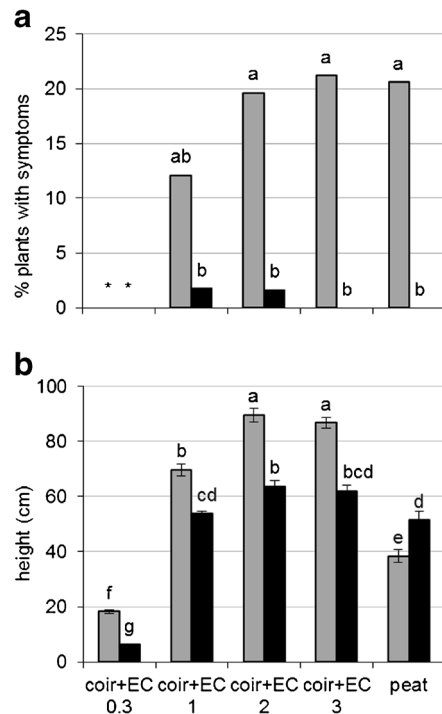 a
% plants with symptoms
25
20
15
10
5
0
* *
ab
b
a
b
a
b
a
b
b
height (cm)
100
80
60
40
20
0
f
g
b
cd
a
b
a
bcd
e
d
coir+EC coir+EC coir+EC coir+EC peat
0.3 1 2 3